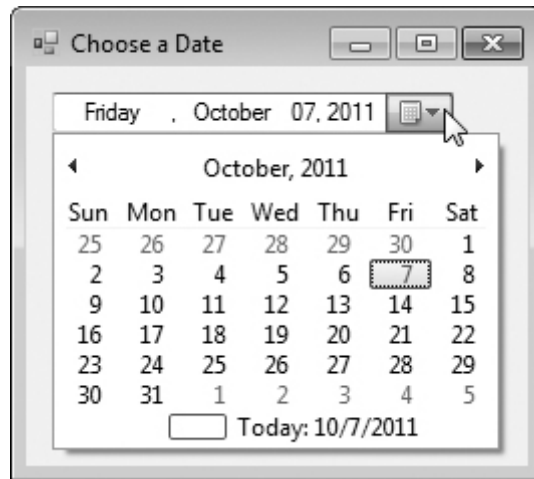 Choose a Date
Friday , October 07, 2011
October, 2011
Sun Mon Tue Wed Thu Fri Sat
25 26 27 28 29 30 1
2 3 4 5 6 7 8
9 10 11 12 13 14 15
16 17 18 19 20 21 22
23 24 25 26 27 28 29
30 31 1 2 3 4 5
Today: 10/7/2011